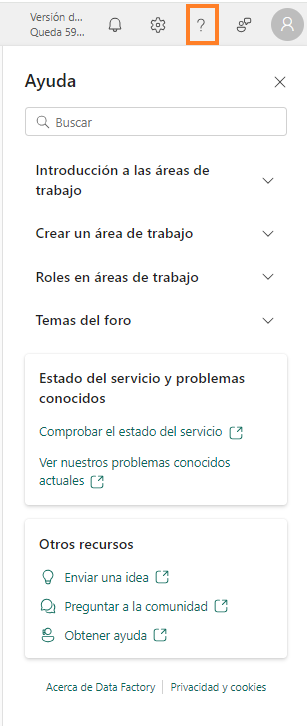 Versión d...
Queda 59...
?
Ayuda
Buscar
Introducción a las áreas de
trabajo
Crear un área de trabajo
Roles en áreas de trabajo
Temas del foro
Estado del servicio y problemas
conocidos
Comprobar el estado del servicio
Ver nuestros problemas conocidos
actuales
Otros recursos
Enviar una idea
Preguntar a la comunidad
Obtener ayuda
Acerca de Data Factory | Privacidad y cookies